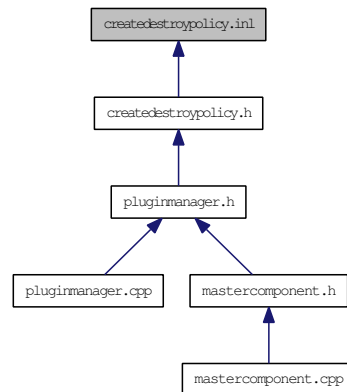 createdestroypolicy.inl
createdestroypolicy.h
pluginmanager.h
pluginmanager.cpp
mastercomponent.h
mastercomponent.cpp